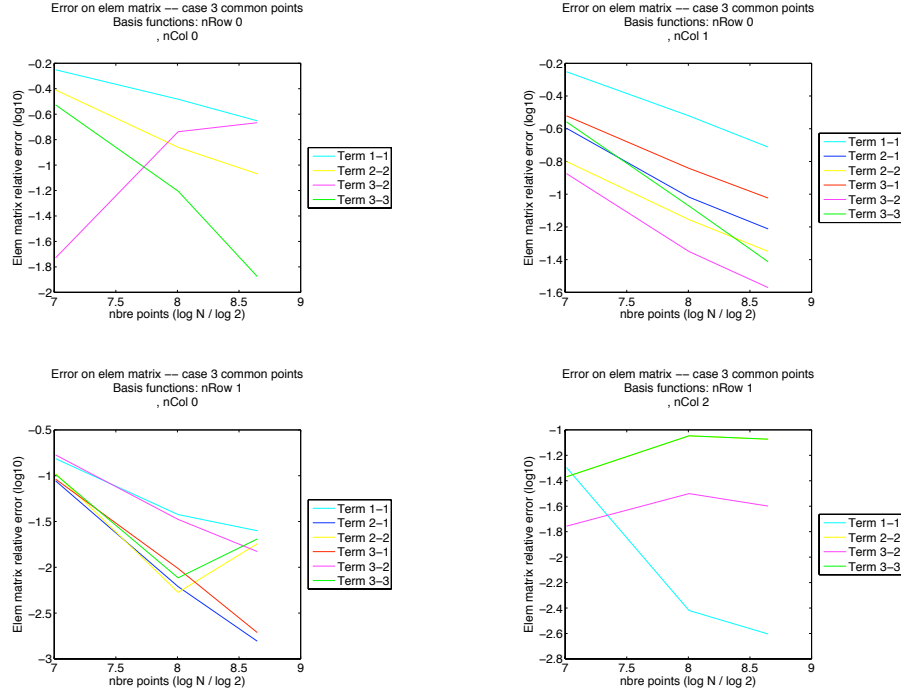 Error on elem matrix −− case 3 common points
Basis functions: nRow 0
, nCol 0
−0.2
−0.4
−0.6
−0.8
−1
−1.2
−1.4
−1.6
−1.8
−2
Elem matrix relative error (log10)
7
7.5
8
8.5
9
nbre points (log N / log 2)
Term 1−1
Term 2−2
Term 3−2
Term 3−3
Error on elem matrix −− case 3 common points
Basis functions: nRow 0
, nCol 1
−0.2
−0.4
−0.6
−0.8
−1
−1.2
−1.4
−1.6
Elem matrix relative error (log10)
7
7.5
8
8.5
9
nbre points (log N / log 2)
Term 1−1
Term 2−1
Term 2−2
Term 3−1
Term 3−2
Term 3−3
Error on elem matrix −− case 3 common points
Basis functions: nRow 1
, nCol 0
−0.5
−1
−1.5
−2
−2.5
−3
Elem matrix relative error (log10)
7
7.5
8
8.5
9
nbre points (log N / log 2)
Term 1−1
Term 2−1
Term 2−2
Term 3−1
Term 3−2
Term 3−3
Error on elem matrix −− case 3 common points
Basis functions: nRow 1
, nCol 2
−1
−1.2
−1.4
−1.6
−1.8
−2
−2.2
−2.4
−2.6
−2.8
Elem matrix relative error (log10)
7
7.5
8
8.5
9
nbre points (log N / log 2)
Term 1−1
Term 2−2
Term 3−2
Term 3−3